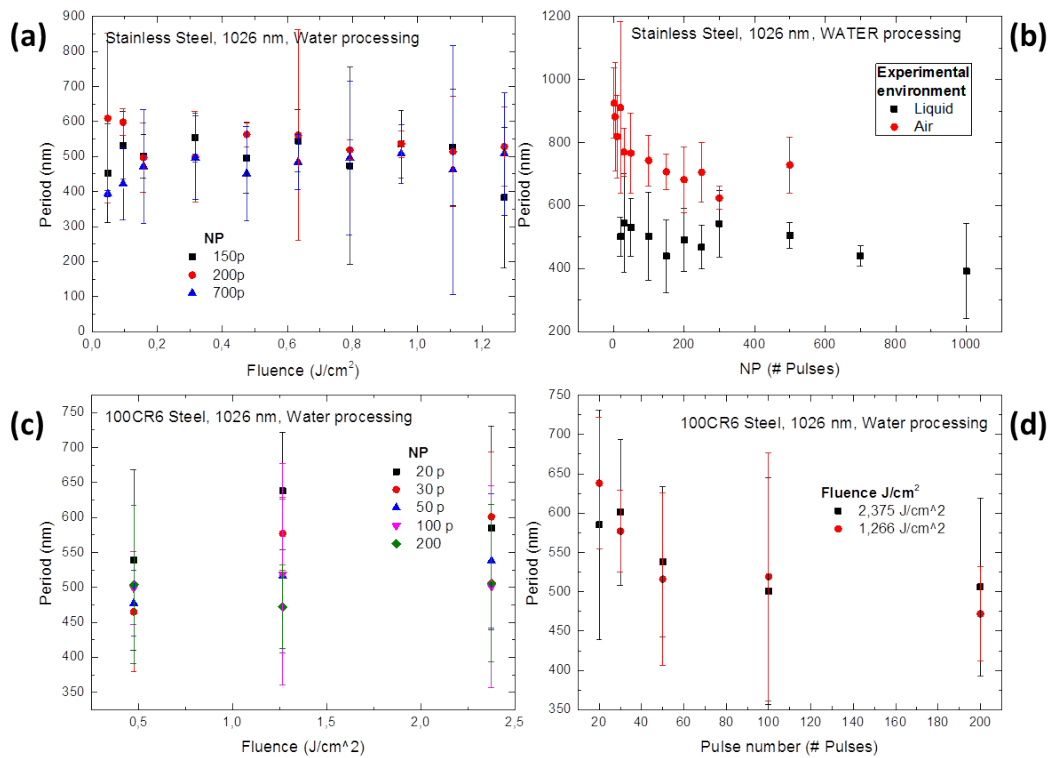 (a)
Stainless Steel, 1026 nm, Water processing
900
800
700
600
500
400
300
200
100
0
Period (nm)
NP
150p
200p
700p
0,0 0,2 0,4 0,6 0,8 1,0 1,2
Fluence (J/cm²)
(b)
Stainless Steel, 1026 nm, WATER processing
1200
1000
800
600
400
200
Period (nm)
Experimental
environment
Liquid
Air
0 200 400 600 800 1000
NP (# Pulses)
(c)
100CR6 Steel, 1026 nm, Water processing
750
700
650
600
550
500
450
400
350
Period (nm)
NP
20 p
30 p
50 p
100 p
200
0,5 1,0 1,5 2,0 2,5
Fluence (J/cm^2)
(d)
100CR6 Steel, 1026 nm, Water processing
750
700
650
600
550
500
450
400
350
Period (nm)
Fluence J/cm²
2,375 J/cm^2
1,266 J/cm^2
20 40 60 80 100 120 140 160 180 200
Pulse number (# Pulses)